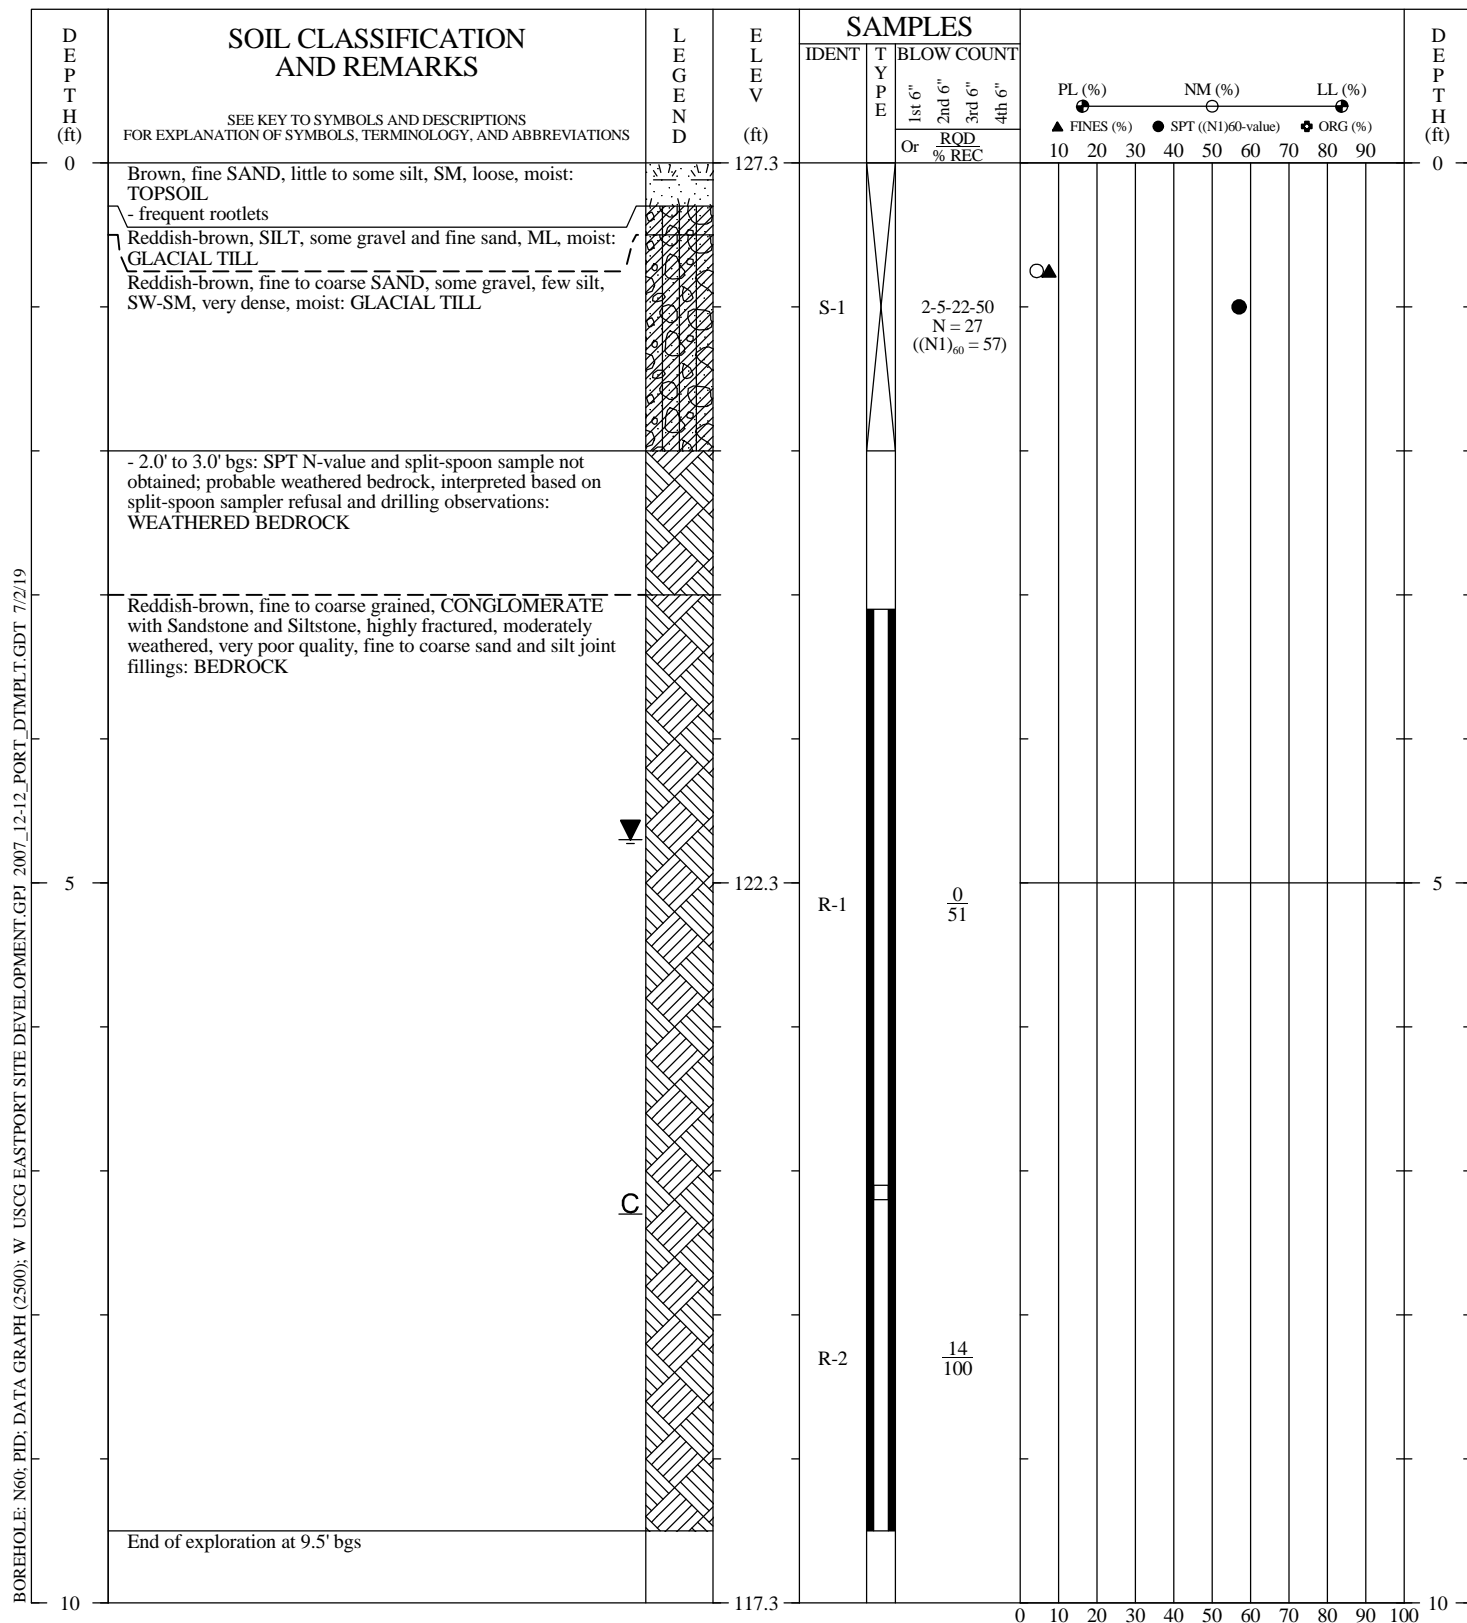 DEPTH
(ft)
SOIL CLASSIFICATION
AND REMARKS
SEE KEY TO SYMBOLS AND DESCRIPTIONS
FOR EXPLANATION OF SYMBOLS, TERMINOLOGY, AND ABBREVIATIONS
LEGEND
ELEV
(ft)
SAMPLES
IDENT
TYPE
BLOW COUNT
1st 6"
2nd 6"
3rd 6"
4th 6"
Or RQD
% REC
PL (%) NM (%) LL (%)
FINES (%) SPT ((N1)60-value) ORG (%)
10 20 30 40 50 60 70 80 90
DEPTH
(ft)
0
127.3
0
Brown, fine SAND, little to some silt, SM, loose, moist:
TOPSOIL
- frequent rootlets
Reddish-brown, SILT, some gravel and fine sand, ML, moist:
GLACIAL TILL
Reddish-brown, fine to coarse SAND, some gravel, few silt,
SW-SM, very dense, moist: GLACIAL TILL
S-1
2-5-22-50
N = 27
((N1)60 = 57)
- 2.0' to 3.0' bgs: SPT N-value and split-spoon sample not
obtained; probable weathered bedrock, interpreted based on
split-spoon sampler refusal and drilling observations:
WEATHERED BEDROCK
Reddish-brown, fine to coarse grained, CONGLOMERATE
with Sandstone and Siltstone, highly fractured, moderately
weathered, very poor quality, fine to coarse sand and silt joint
fillings: BEDROCK
5
122.3
5
R-1
0
51
C
R-2
14
100
End of exploration at 9.5' bgs
10
117.3
0 10 20 30 40 50 60 70 80 90 100
10
BOREHOLE: N60; PID; DATA GRAPH (2500); W USCG EASTPORT SITE DEVELOPMENT.GPJ 2007_12-12_PORT_DTMPLT.GDT 7/2/19